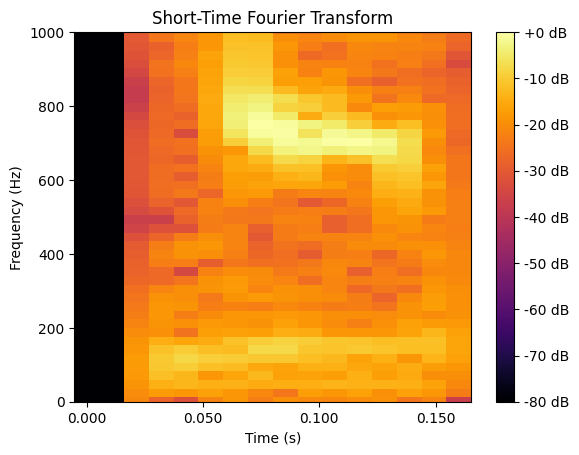 Short-Time Fourier Transform
1000
800
600
400
200
0
Frequency (Hz)
0.000
0.050
0.100
0.150
Time (s)
+0 dB
-10 dB
-20 dB
-30 dB
-40 dB
-50 dB
-60 dB
-70 dB
-80 dB